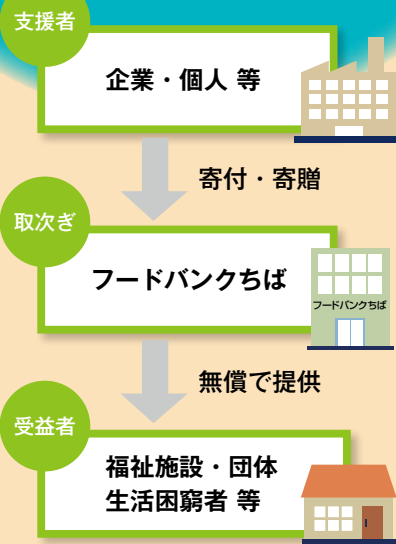 支援者
企業・個人 等
寄付・寄贈
取次ぎ
フードバンクちば
フードバンクちば
無償で提供
受益者
福祉施設・団体
生活困窮者 等